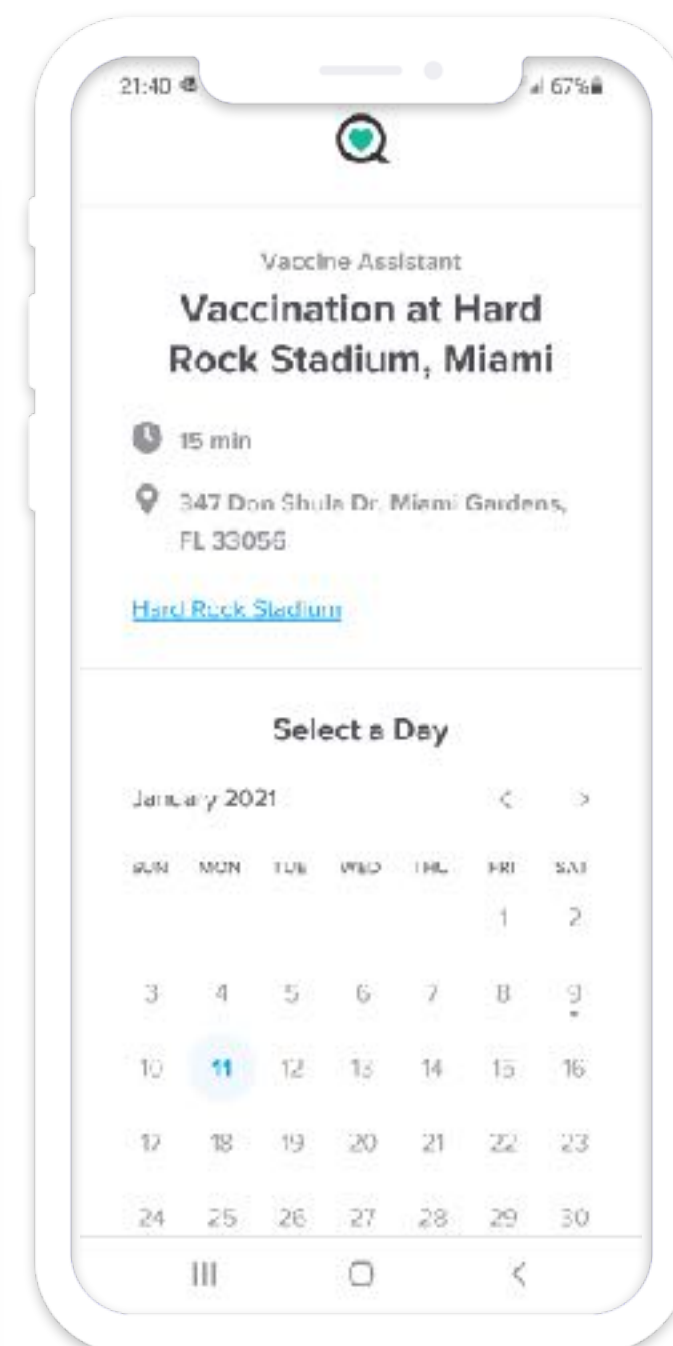 21:40
67%
Vaccine Assistant
Vaccination at Hard
Rock Stadium, Miami
15 min
347 Don Shula Dr, Miami Gardens,
FL 33056
Hard Rock Stadium
Select a Day
January 2021 < >
SUN MON TUE WED THU FRI SAT
1 2
3 4 5 6 7 8 9
10 11 12 13 14 15 16
17 18 19 20 21 22 23
24 25 26 27 28 29 30